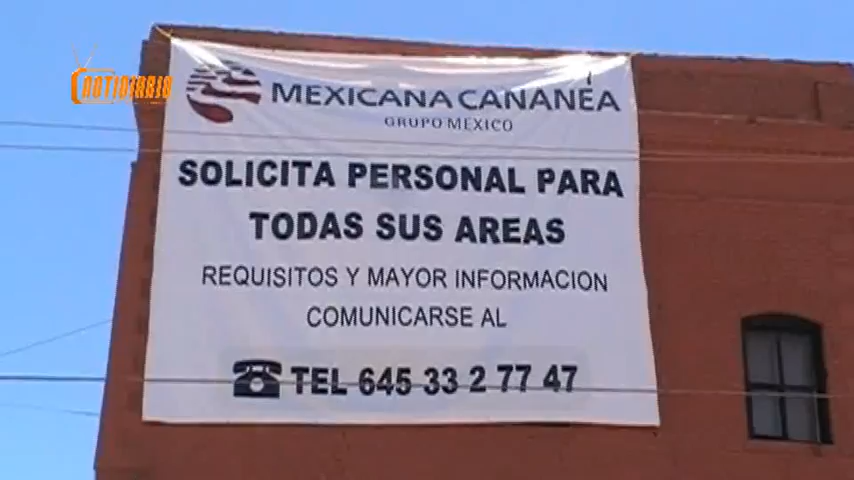 NOTIDIARIO
MEXICANA CANANEA
GRUPO MEXICO
SOLICITA PERSONAL PARA
TODAS SUS AREAS
REQUISITOS Y MAYOR INFORMACION
COMUNICARSE AL
TEL 645 33 2 77 47